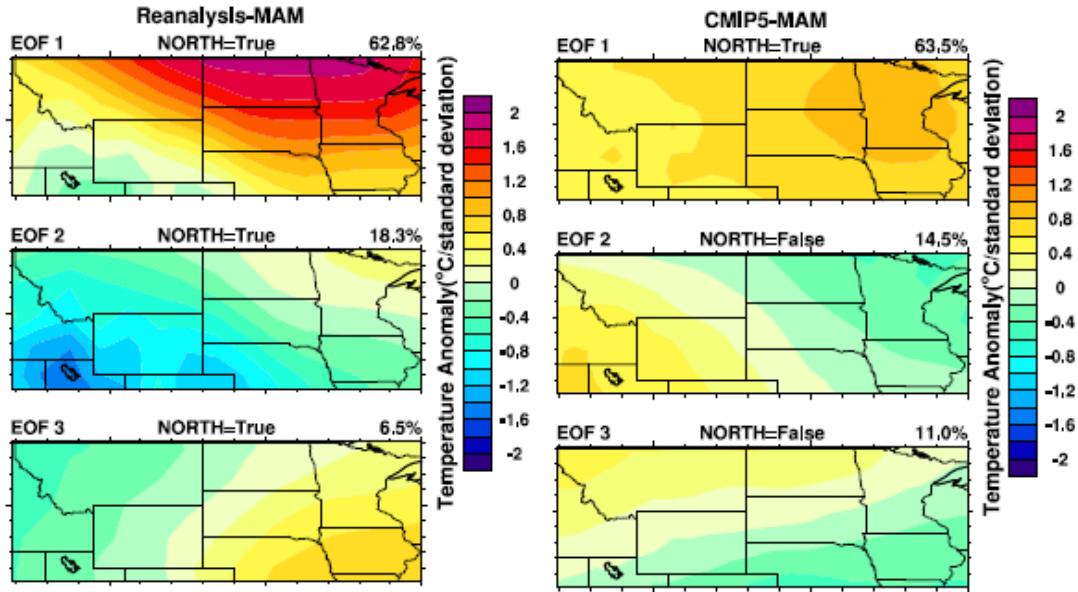 Reanalysis-MAM
EOF 1 NORTH=True 62,8%
EOF 2 NORTH=True 18.3%
EOF 3 NORTH=True 6.5%
2
1.6
1.2
0.8
0.4
0
-0.4
-0.8
-1.2
-1.6
-2
Temperature Anomaly(°C/standard deviation)
CMIP5-MAM
EOF 1 NORTH=True 63,5%
EOF 2 NORTH=False 14,5%
EOF 3 NORTH=False 11,0%
2
1.6
1.2
0.8
0.4
0
-0.4
-0.8
-1.2
-1.6
-2
Temperature Anomaly(°C/standard deviation)